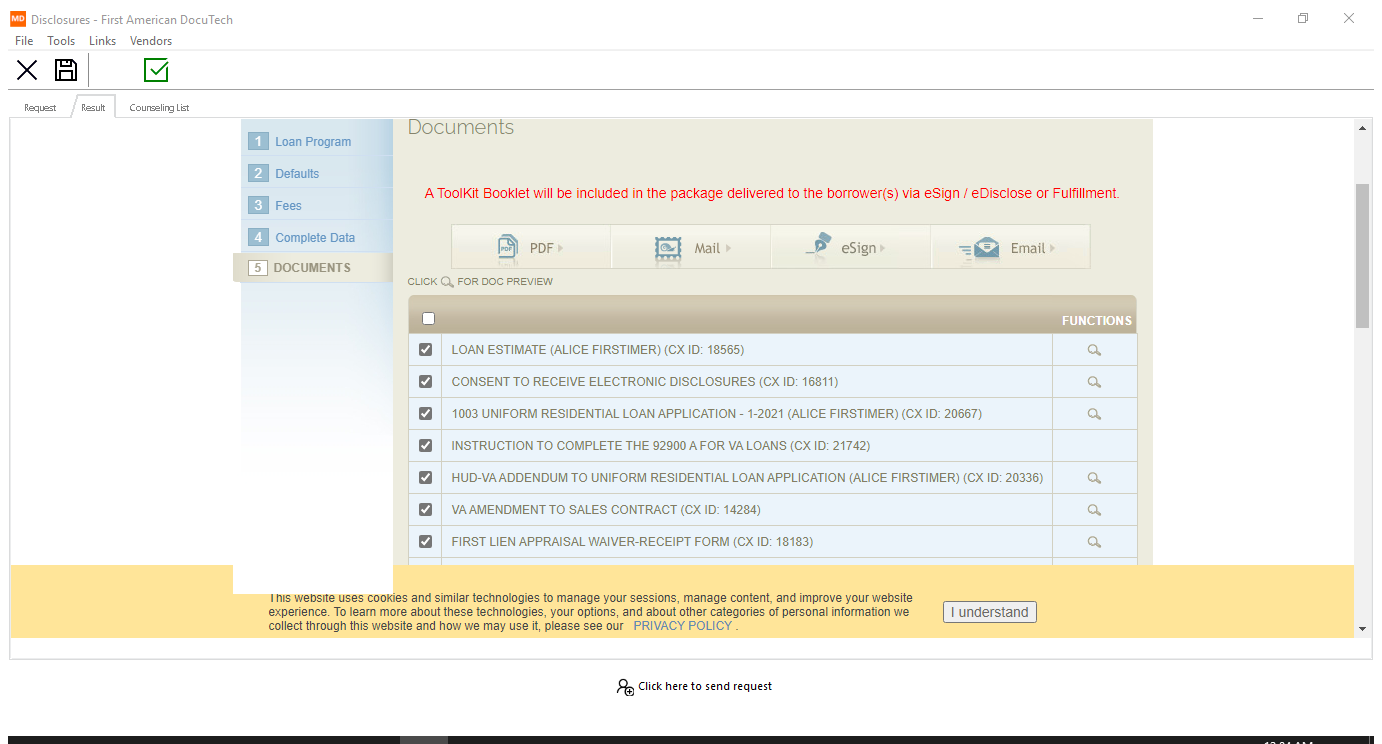 MD Disclosures - First American DocuTech
File Tools Links Vendors
Request Result Counseling List
Documents
1 Loan Program
2 Defaults
3 Fees
4 Complete Data
5 DOCUMENTS
A ToolKit Booklet will be included in the package delivered to the borrower(s) via eSign / eDisclose or Fulfillment.
PDF PDF Mail eSign Email
CLICK FOR DOC PREVIEW
FUNCTIONS
LOAN ESTIMATE (ALICE FIRSTIMER) (CX ID: 18565)
CONSENT TO RECEIVE ELECTRONIC DISCLOSURES (CX ID: 16811)
1003 UNIFORM RESIDENTIAL LOAN APPLICATION - 1-2021 (ALICE FIRSTIMER) (CX ID: 20667)
INSTRUCTION TO COMPLETE THE 92900 A FOR VA LOANS (CX ID: 21742)
HUD-VA ADDENDUM TO UNIFORM RESIDENTIAL LOAN APPLICATION (ALICE FIRSTIMER) (CX ID: 20336)
VA AMENDMENT TO SALES CONTRACT (CX ID: 14284)
FIRST LIEN APPRAISAL WAIVER-RECEIPT FORM (CX ID: 18183)
This website uses cookies and similar technologies to manage your sessions, manage content, and improve your website
experience. To learn more about these technologies, your options, and about other categories of personal information we
collect through this website and how we may use it, please see our PRIVACY POLICY .
I understand
Click here to send request